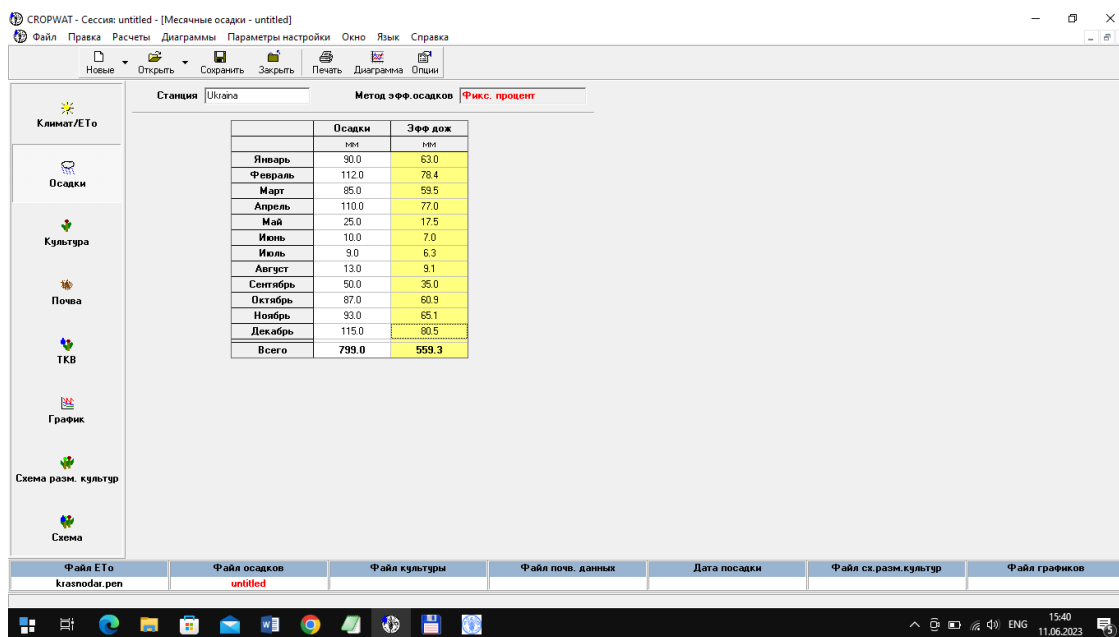 CROPWAT - Сессия: untitled - [Месячные осадки - untitled]
Файл Правка Расчеты Диаграммы Параметры настройки Окно Язык Справка
Новые Открыть Сохранить Закрыть Печать Диаграмма Опции
Станция Ukraina Метод эфф.осадков Фикс. процент
Климат/ЕТо
Осадки
Культура
Почва
ТКВ
График
Схема разм. культур
Схема
Осадки Эфф дож
мм мм
Январь 90.0 63.0
Февраль 112.0 78.4
Март 85.0 59.5
Апрель 110.0 77.0
Май 25.0 17.5
Июнь 10.0 7.0
Июль 9.0 6.3
Август 13.0 9.1
Сентябрь 50.0 35.0
Октябрь 87.0 60.9
Ноябрь 93.0 65.1
Декабрь 115.0 80.5
Всего 799.0 559.3
Файл ЕТо Файл осадков Файл культуры Файл почв. данных Дата посадки Файл сх.разм.культур Файл графиков
krasnodar.pen untitled
ENG 15:40
11.06.2023
5